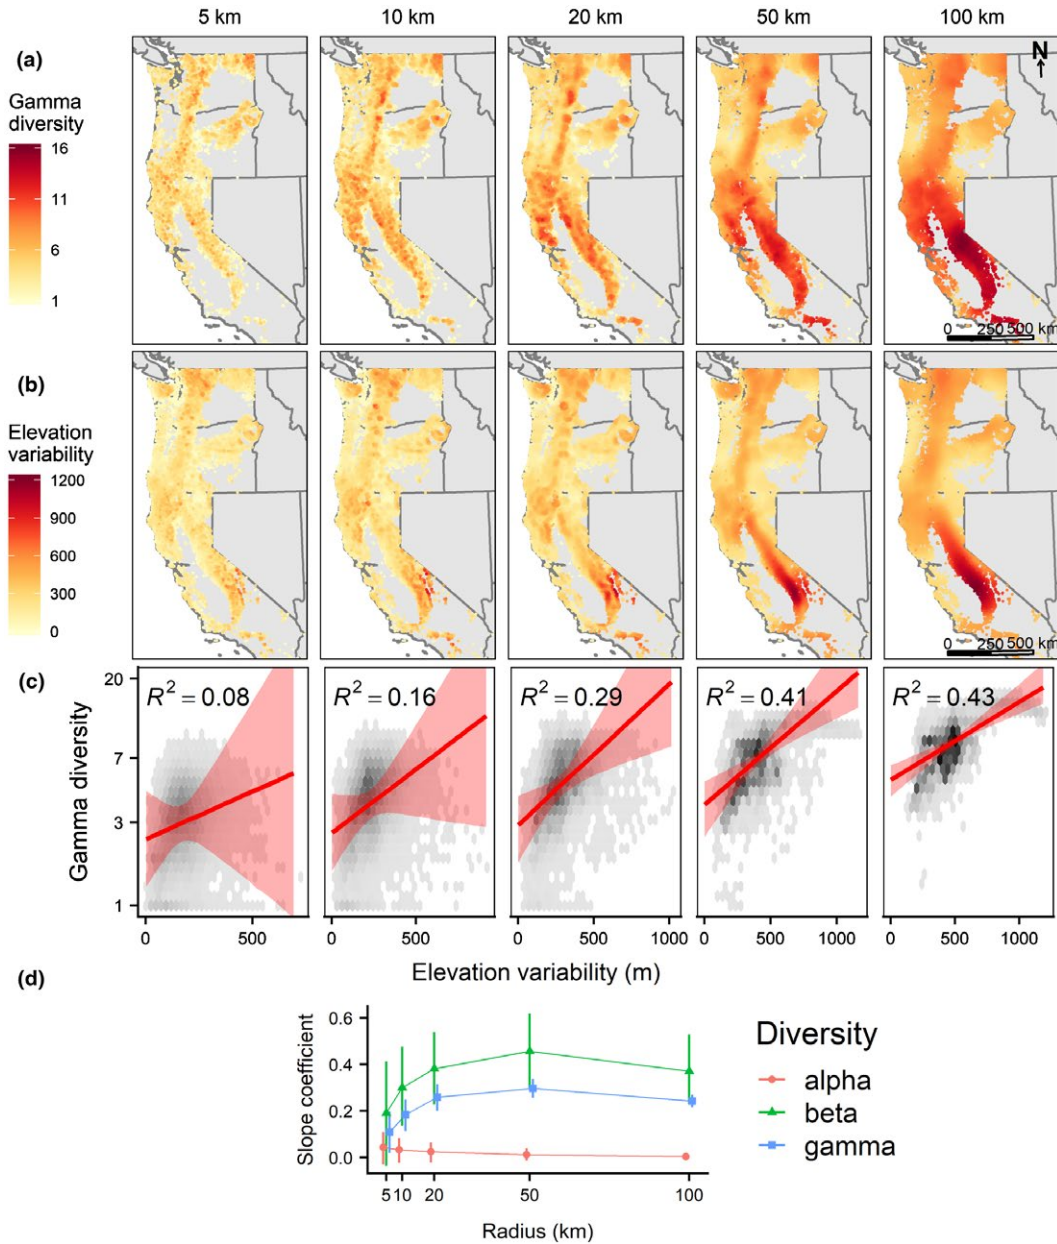 5 km 10 km 20 km 50 km 100 km
(a)
N
Gamma
diversity
16
11
6
1
0 250 500 km
(b)
Elevation
variability
1200
900
600
300
0
0 250 500 km
(c)
R² = 0.08 R² = 0.16 R² = 0.29 R² = 0.41 R² = 0.43
Gamma diversity
20
7
3
1
0 500 0 500 0 500 1000 0 500 1000 0 500 1000
Elevation variability (m)
(d)
Slope coefficient
0.6
0.4
0.2
0.0
5 10 20 50 100
Radius (km)
Diversity
alpha
beta
gamma